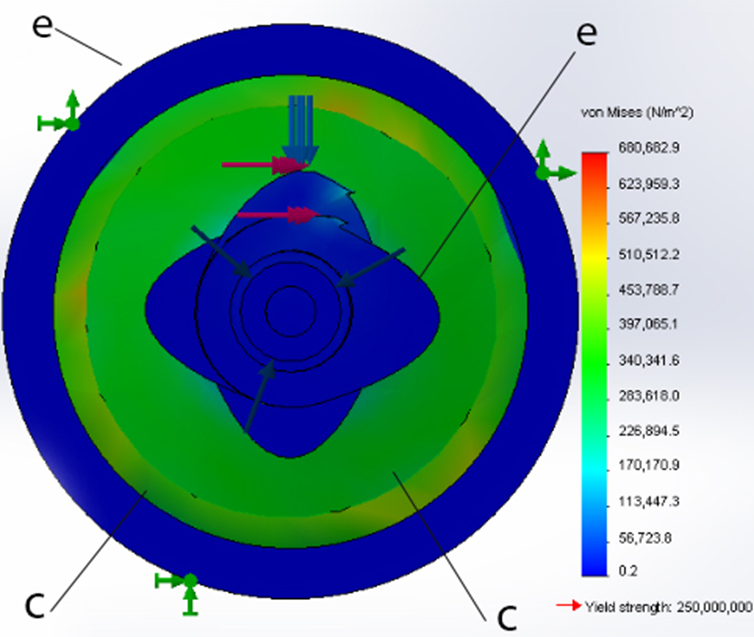 e
e
von Mises (N/m^2)
680,682.9
623,959.3
567,235.8
510,512.2
453,788.7
397,065.1
340,341.6
283,618.0
226,894.5
170,170.9
113,447.3
56,723.8
0.2
Yield strength: 250,000,000
c
c